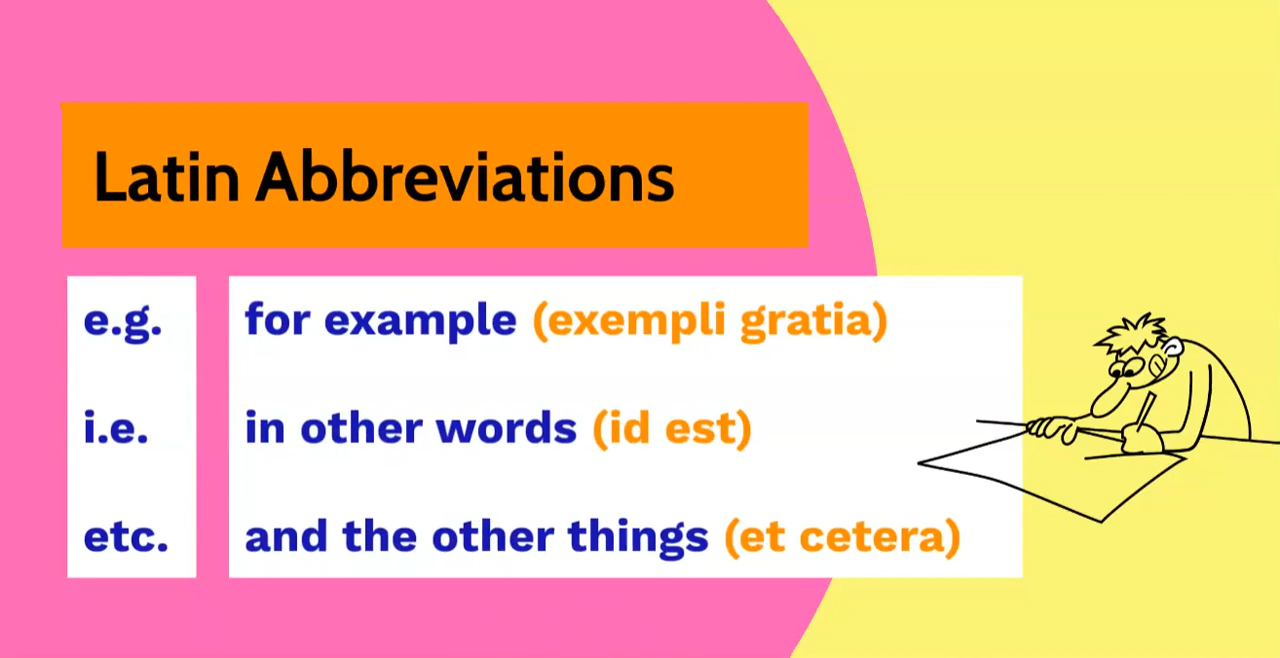 Latin Abbreviations
e.g. for example (exempli gratia)
i.e. in other words (id est)
etc. and the other things (et cetera)